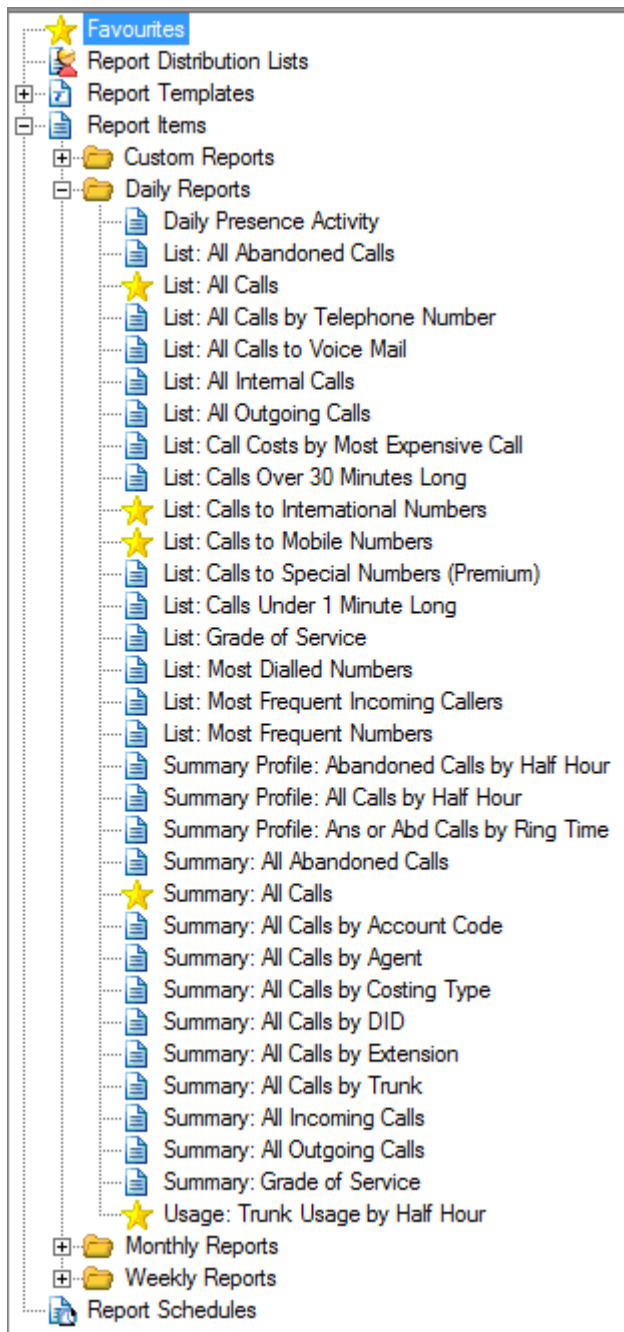 Favourites
Report Distribution Lists
Report Templates
Report Items
Custom Reports
Daily Reports
Daily Presence Activity
List: All Abandoned Calls
List: All Calls
List: All Calls by Telephone Number
List: All Calls to Voice Mail
List: All Internal Calls
List: All Outgoing Calls
List: Call Costs by Most Expensive Call
List: Calls Over 30 Minutes Long
List: Calls to International Numbers
List: Calls to Mobile Numbers
List: Calls to Special Numbers (Premium)
List: Calls Under 1 Minute Long
List: Grade of Service
List: Most Dialled Numbers
List: Most Frequent Incoming Callers
List: Most Frequent Numbers
Summary Profile: Abandoned Calls by Half Hour
Summary Profile: All Calls by Half Hour
Summary Profile: Ans or Abd Calls by Ring Time
Summary: All Abandoned Calls
Summary: All Calls
Summary: All Calls by Account Code
Summary: All Calls by Agent
Summary: All Calls by Costing Type
Summary: All Calls by DID
Summary: All Calls by Extension
Summary: All Calls by Trunk
Summary: All Incoming Calls
Summary: All Outgoing Calls
Summary: Grade of Service
Usage: Trunk Usage by Half Hour
Monthly Reports
Weekly Reports
Report Schedules